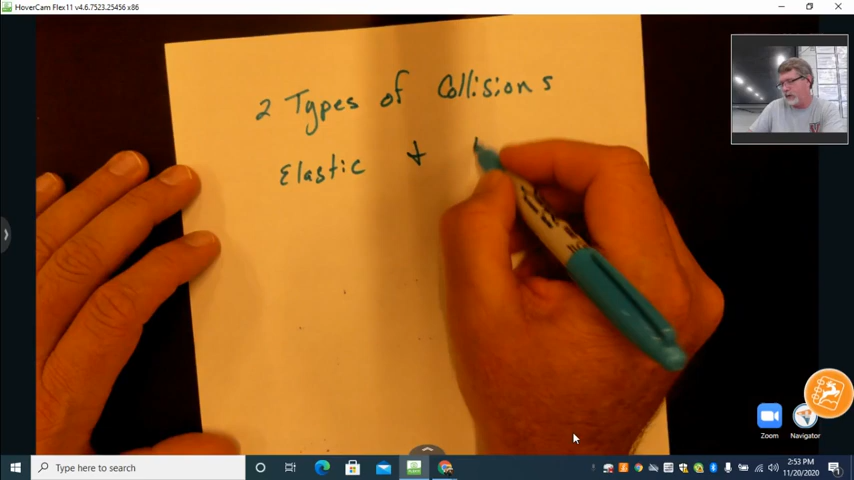 HoverCam Flex11 v4.6.7523.25456 x86
2 Types of Collisions
Elastic +
Zoom
Navigator
Type here to search
2:53 PM
11/20/2020